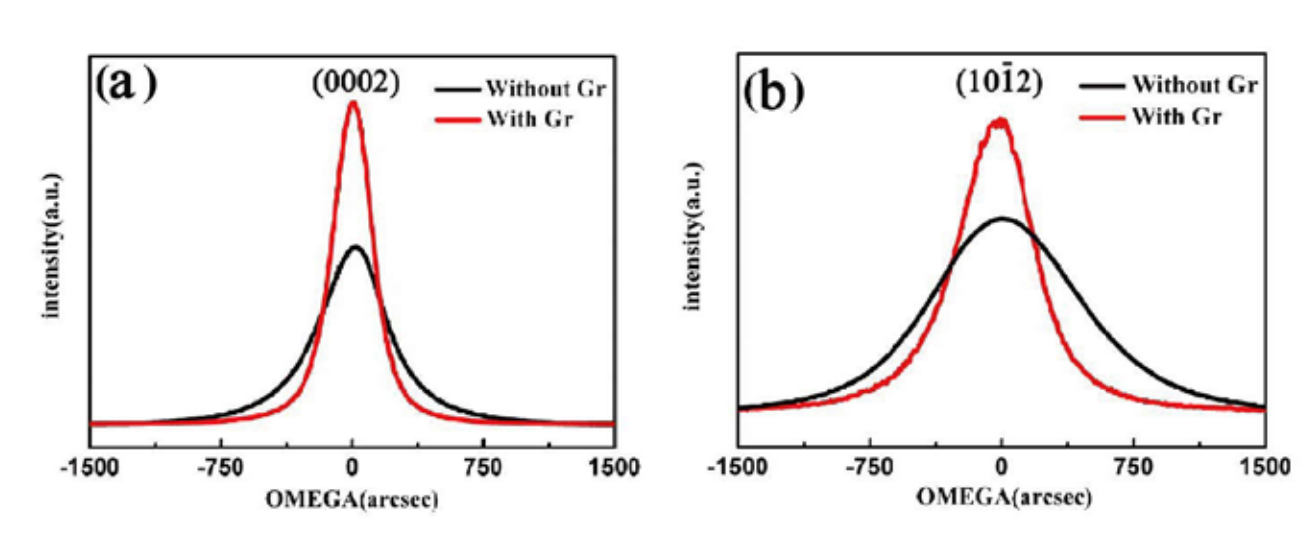 (a)
(0002)
Without Gr
With Gr
intensity(a.u.)
-1500 -750 0 750 1500
OMEGA(arcsec)
(b)
(101̄2)
Without Gr
With Gr
intensity(a.u.)
-1500 -750 0 750 1500
OMEGA(arcsec)